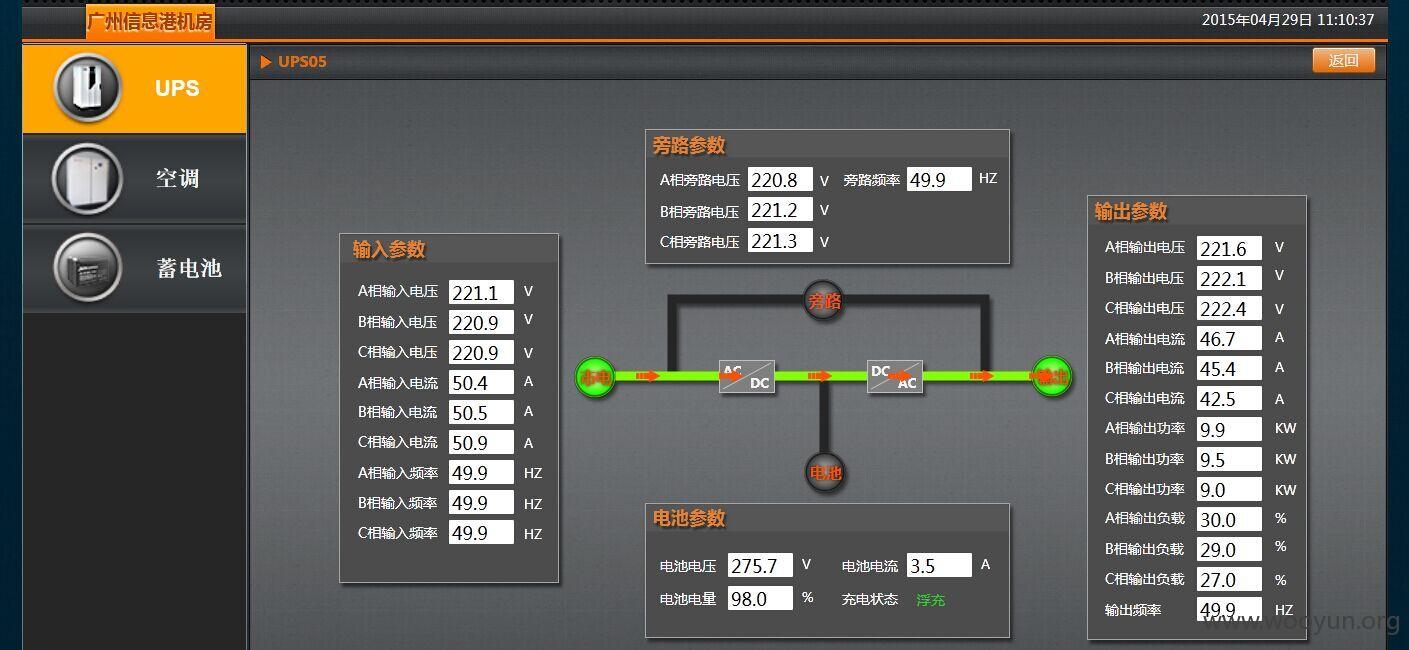 广州信息港机房
2015年04月29日 11:10:37
UPS
空调
蓄电池
UPS05
返回
输入参数
A相输入电压 221.1 V
B相输入电压 220.9 V
C相输入电压 220.9 V
A相输入电流 50.4 A
B相输入电流 50.5 A
C相输入电流 50.9 A
A相输入频率 49.9 HZ
B相输入频率 49.9 HZ
C相输入频率 49.9 HZ
旁路参数
A相旁路电压 220.8 V 旁路频率 49.9 HZ
B相旁路电压 221.2 V
C相旁路电压 221.3 V
旁路
市电
AC
DC
DC
AC
输出
电池
电池参数
电池电压 275.7 V 电池电流 3.5 A
电池电量 98.0 % 充电状态 浮充
输出参数
A相输出电压 221.6 V
B相输出电压 222.1 V
C相输出电压 222.4 V
A相输出电流 46.7 A
B相输出电流 45.4 A
C相输出电流 42.5 A
A相输出功率 9.9 KW
B相输出功率 9.5 KW
C相输出功率 9.0 KW
A相输出负载 30.0 %
B相输出负载 29.0 %
C相输出负载 27.0 %
输出频率 49.9 HZ
www.wooyun.org